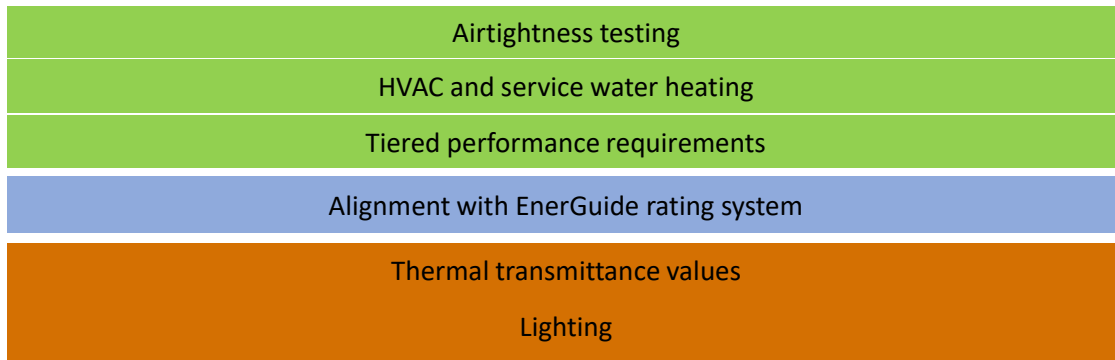 Airtightness testing
HVAC and service water heating
Tiered performance requirements
Alignment with EnerGuide rating system
Thermal transmittance values
Lighting